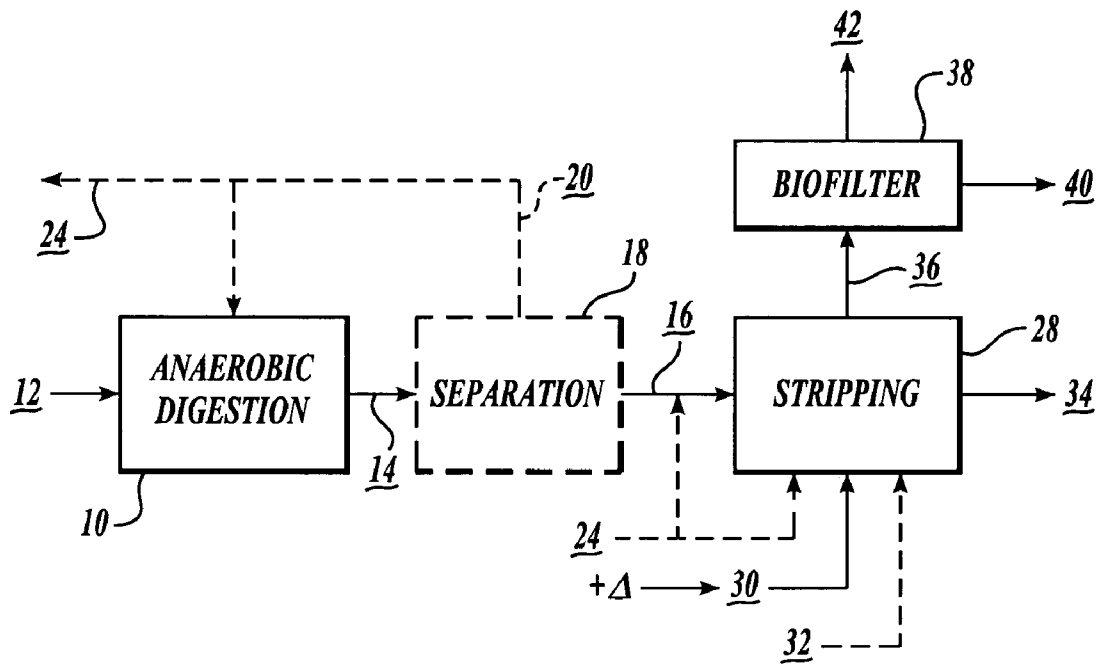 42
38
BIOFILTER
40
20
24
36
18
16
28
12
ANAEROBIC
DIGESTION
SEPARATION
STRIPPING
34
14
10
24
+Δ
30
32